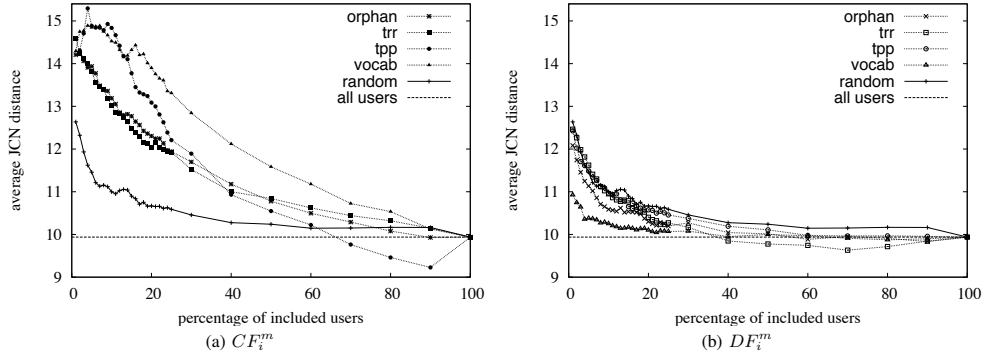 15
14
13
12
11
10
9
0
20
40
60
80
100
average JCN distance
percentage of included users
orphan
trr
tpp
vocab
random
all users
(a) CF_i^m
15
14
13
12
11
10
9
0
20
40
60
80
100
average JCN distance
percentage of included users
orphan
trr
tpp
vocab
random
all users
(b) DF_i^m